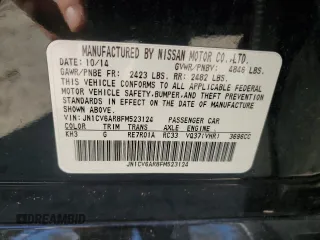 MANUFACTURED BY NISSAN MOTOR CO.,LTD.
DATE: 10/14 GVWR/PNBV: 4846 LBS.
GAWR/PNBE FR: 2423 LBS. RR: 2482 LBS.
THIS VEHICLE CONFORMS TO ALL APPLICABLE FEDERAL
MOTOR VEHICLE SAFETY,BUMPER,AND THEFT PREVENTION
STANDARDS IN EFFECT ON THE DATE OF MANUFACTURE
SHOWN ABOVE.
VIN: JN1CV6AR8FM523124 PASSENGER CAR
COLOR TRIM TRANS AXLE ENGINE
KH3 G RE7R01A RC33 VQ37(VHR) 3696CC
JN1CV6AR8FM523124
© AUTOBIDMASTER